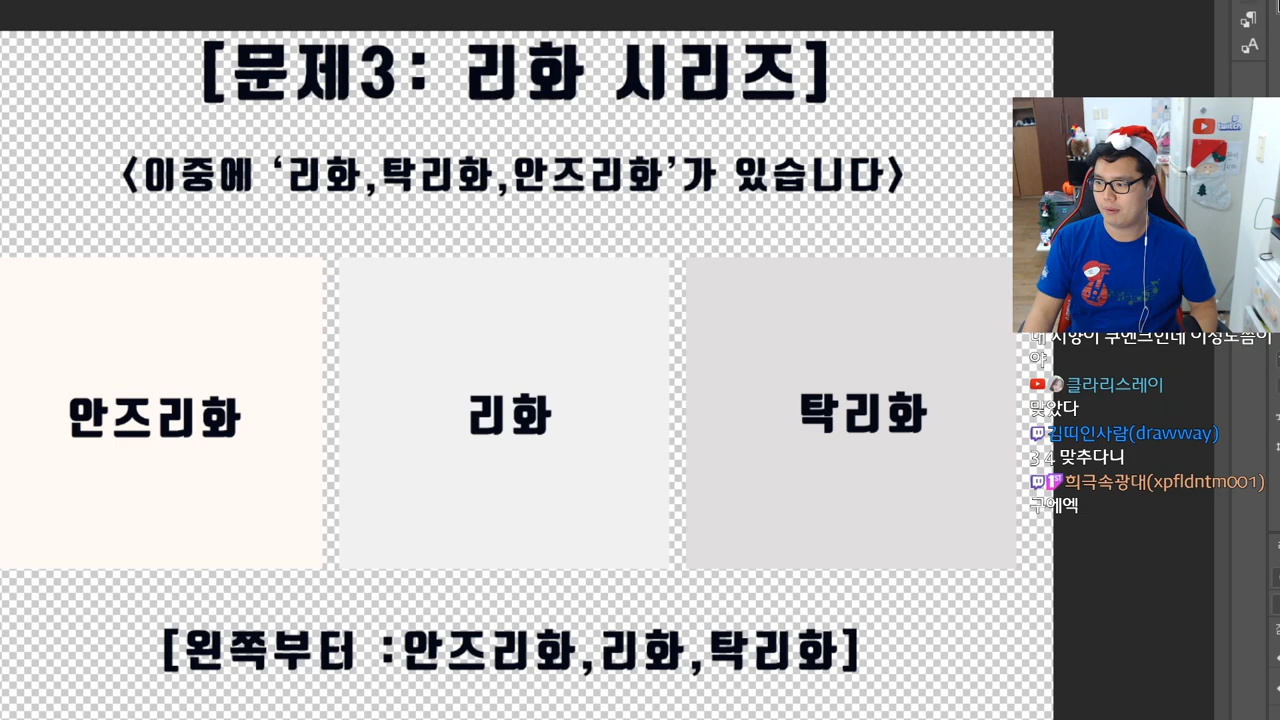 [문제3: 리화 시리즈]
<이중에 ‘리화,탁리화,안즈리화’가 있습니다>
안즈리화
리화
탁리화
[왼쪽부터 :안즈리화,리화,탁리화]
twitch
야
클라리스레이
맞았다
김띠인사람(drawway)
3 4 맞추다니
희극속광대(xpfldntm001)
구에엑